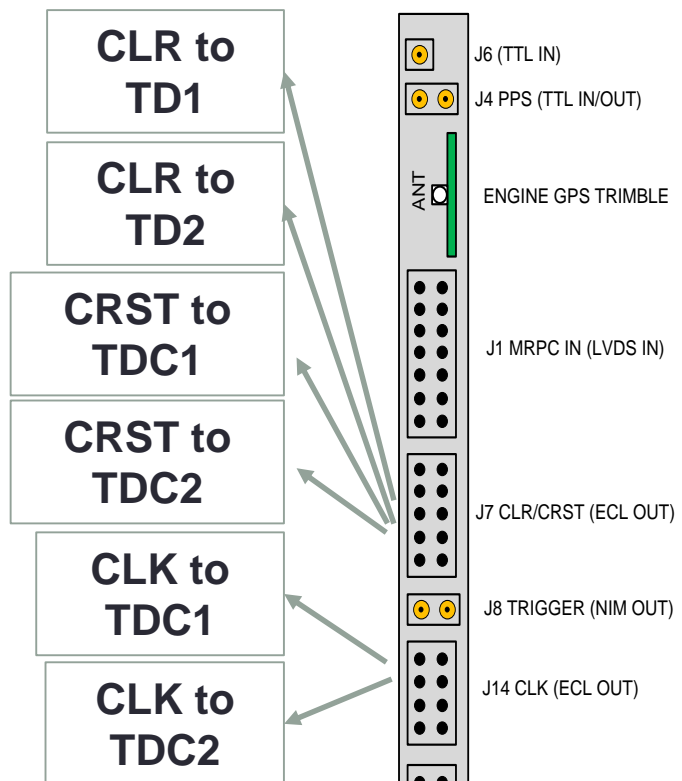 CLR to
TD1
CLR to
TD2
CRST to
TDC1
CRST to
TDC2
CLK to
TDC1
CLK to
TDC2
J6 (TTL IN)
J4 PPS (TTL IN/OUT)
ANT
ENGINE GPS TRIMBLE
J1 MRPC IN (LVDS IN)
J7 CLR/CRST (ECL OUT)
J8 TRIGGER (NIM OUT)
J14 CLK (ECL OUT)